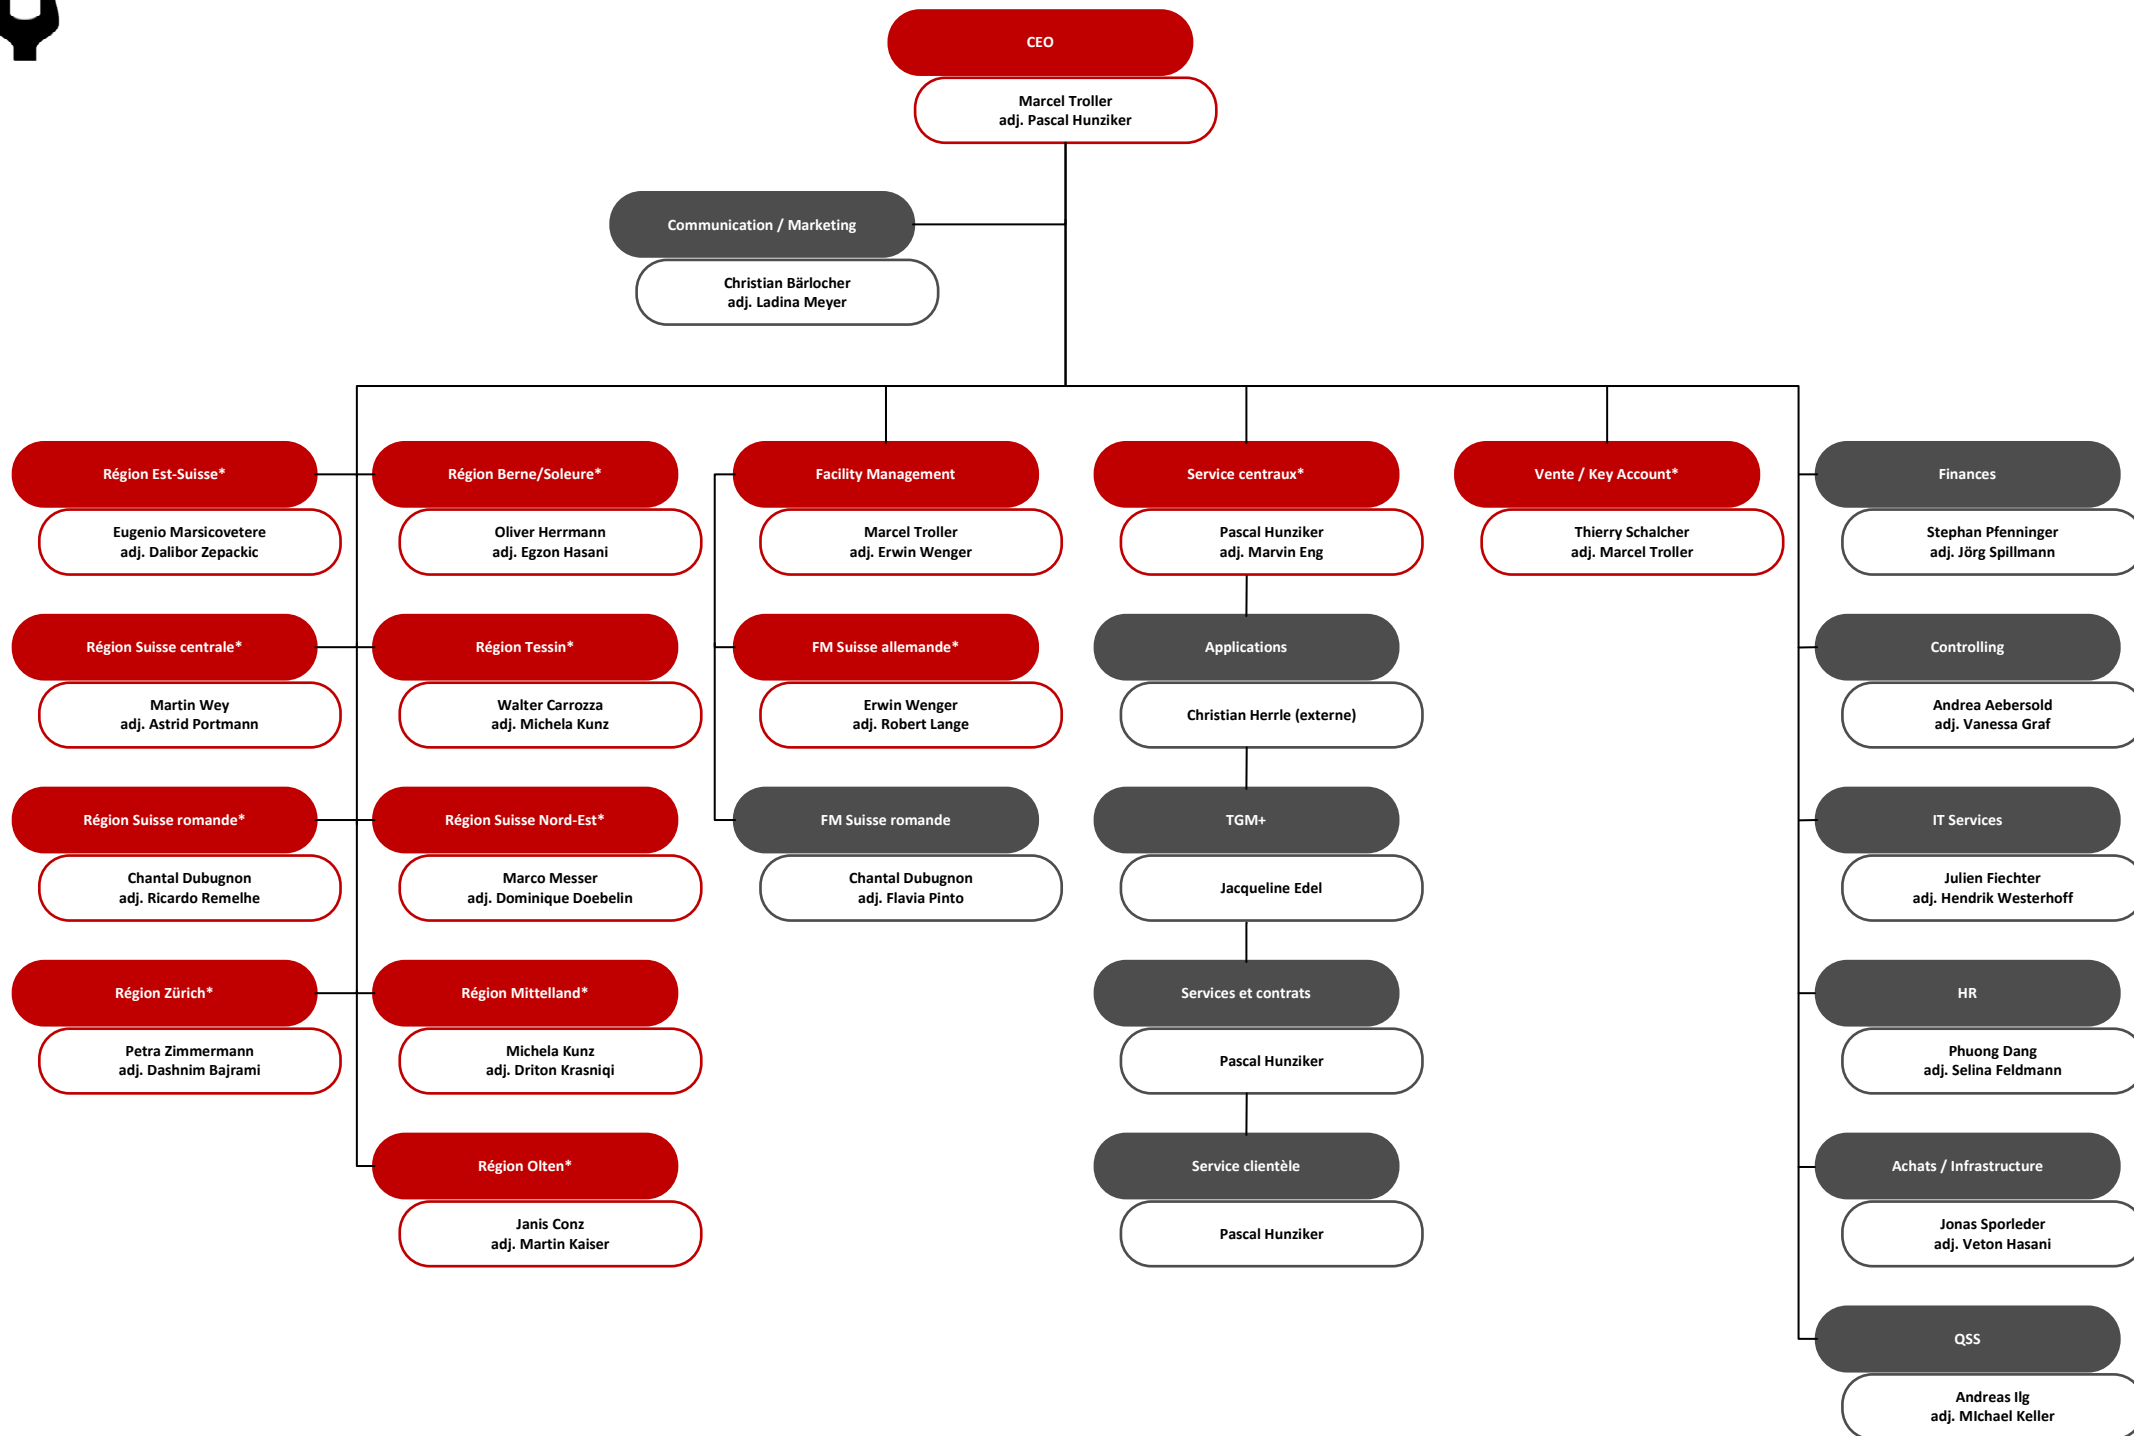 CEO
Marcel Troller
adj. Pascal Hunziker
Communication / Marketing
Christian Bärlocher
adj. Ladina Meyer
Région Est-Suisse*
Eugenio Marsicovetere
adj. Dalibor Zepackic
Région Suisse centrale*
Martin Wey
adj. Astrid Portmann
Région Suisse romande*
Chantal Dubugnon
adj. Ricardo Remelhe
Région Zürich*
Petra Zimmermann
adj. Dashnim Bajrami
Région Berne/Soleure*
Oliver Herrmann
adj. Egzon Hasani
Région Tessin*
Walter Carrozza
adj. Michela Kunz
Région Suisse Nord-Est*
Marco Messer
adj. Dominique Doebelin
Région Mittelland*
Michela Kunz
adj. Driton Krasniqi
Région Olten*
Janis Conz
adj. Martin Kaiser
Facility Management
Marcel Troller
adj. Erwin Wenger
FM Suisse allemande*
Erwin Wenger
adj. Robert Lange
FM Suisse romande
Chantal Dubugnon
adj. Flavia Pinto
Service centraux*
Pascal Hunziker
adj. Marvin Eng
Applications
Christian Herrle (externe)
TGM+
Jacqueline Edel
Services et contrats
Pascal Hunziker
Service clientèle
Pascal Hunziker
Vente / Key Account*
Thierry Schalcher
adj. Marcel Troller
Finances
Stephan Pfenninger
adj. Jörg Spillmann
Controlling
Andrea Aebersold
adj. Vanessa Graf
IT Services
Julien Fiechter
adj. Hendrik Westerhoff
HR
Phuong Dang
adj. Selina Feldmann
Achats / Infrastructure
Jonas Sporleder
adj. Veton Hasani
QSS
Andreas Ilg
adj. MIchael Keller